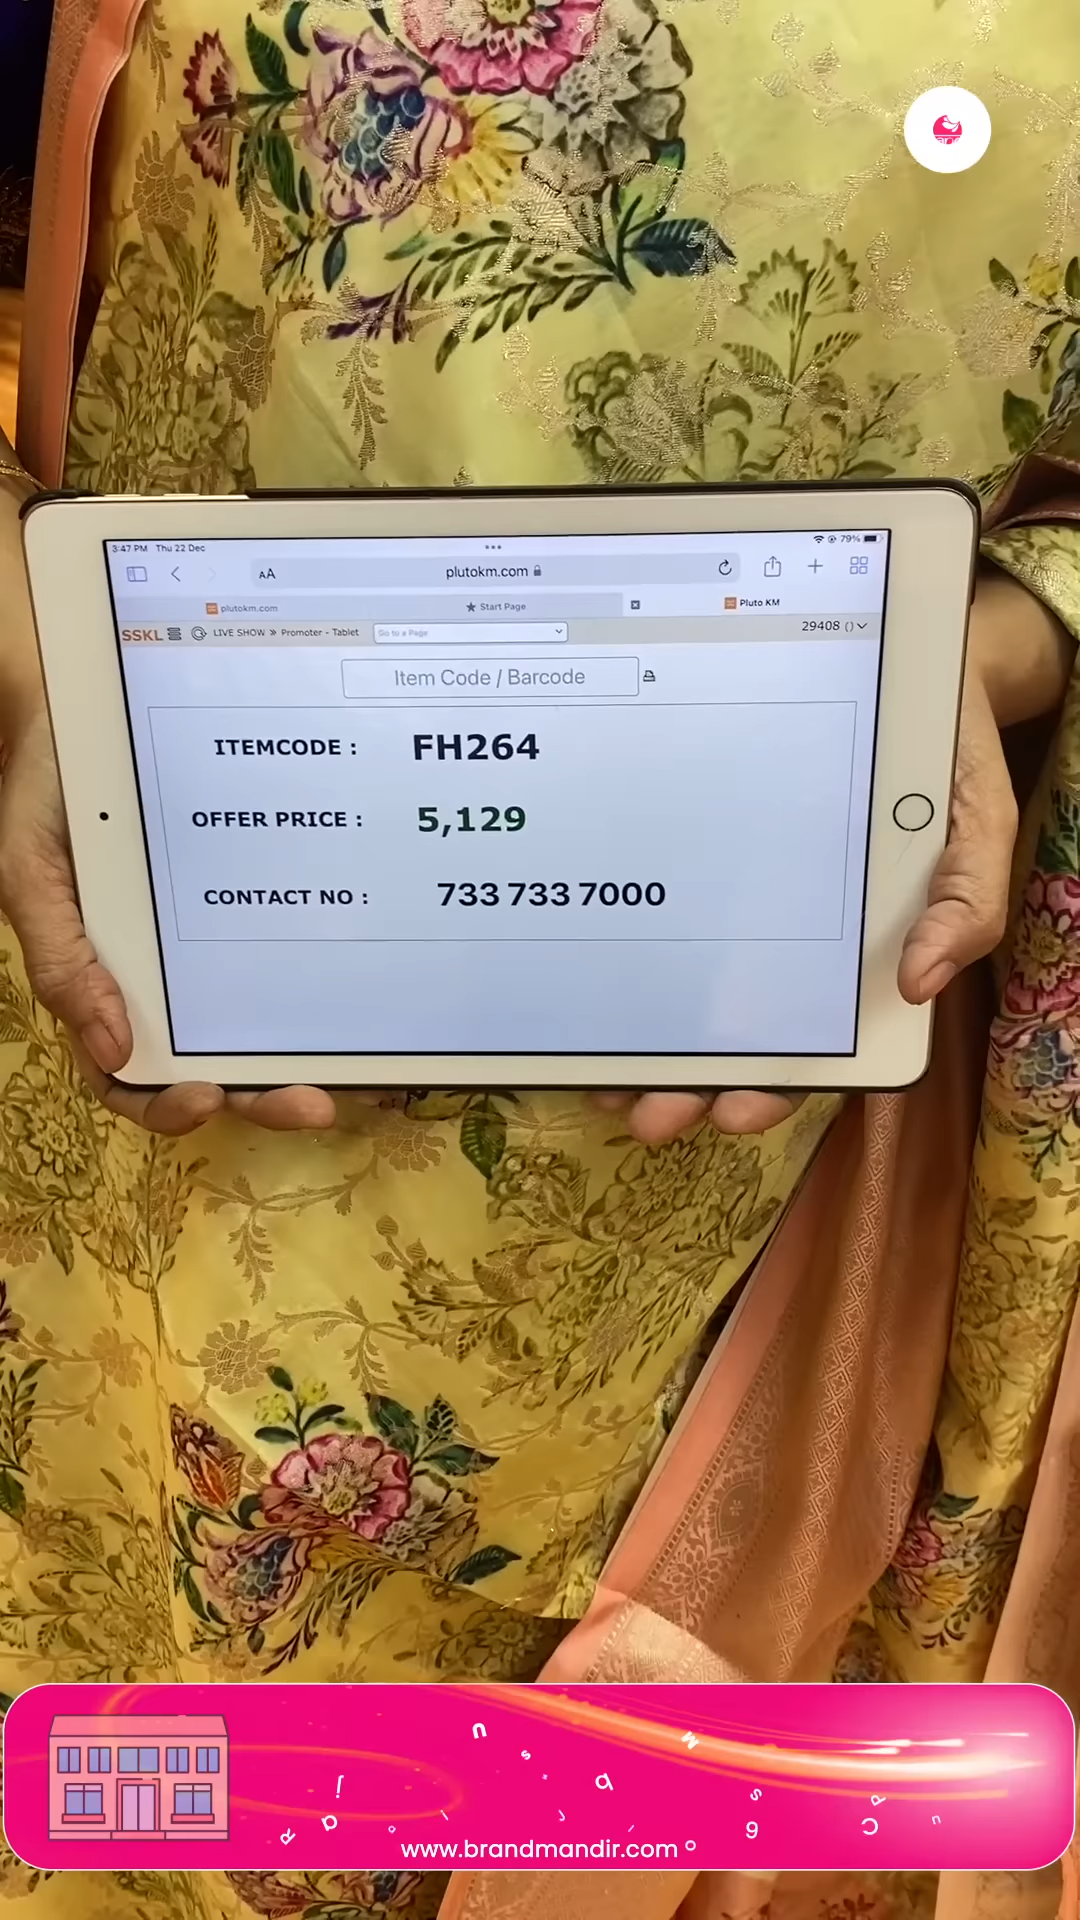 3:47 PM Thu 22 Dec
79%
AA
plutokm.com
plutokm.com
Start Page
Pluto KM
SSKL
LIVE SHOW » Promoter - Tablet
Go to a Page
29408 ()
Item Code / Barcode
ITEMCODE : FH264
OFFER PRICE : 5,129
CONTACT NO : 733 733 7000
www.brandmandir.com